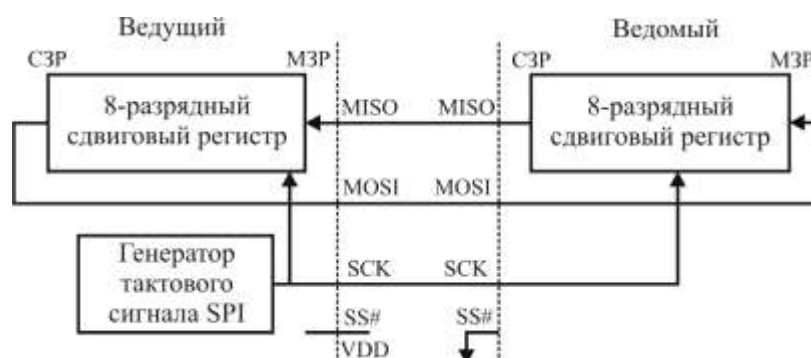 Ведущий
Ведомый
СЗР
МЗР
СЗР
МЗР
8-разрядный
сдвиговый регистр
MISO
MISO
8-разрядный
сдвиговый регистр
MOSI
MOSI
Генератор
тактового
сигнала SPI
SCK
SCK
SS#
SS#
VDD